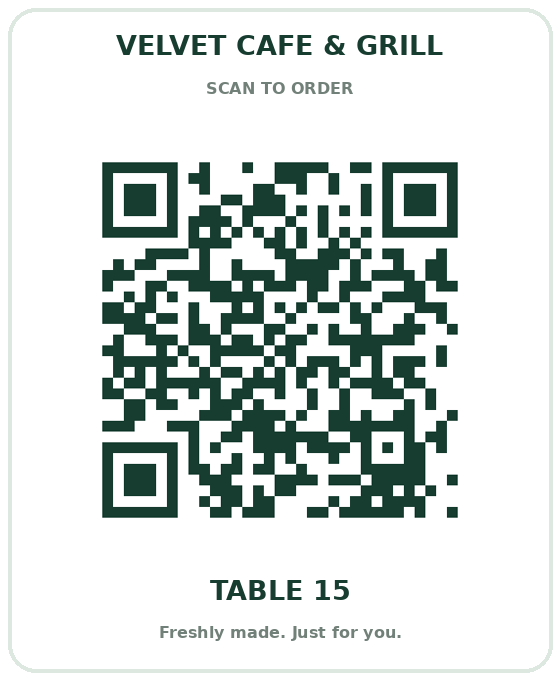 VELVET CAFE & GRILL
SCAN TO ORDER
TABLE 15
Freshly made. Just for you.